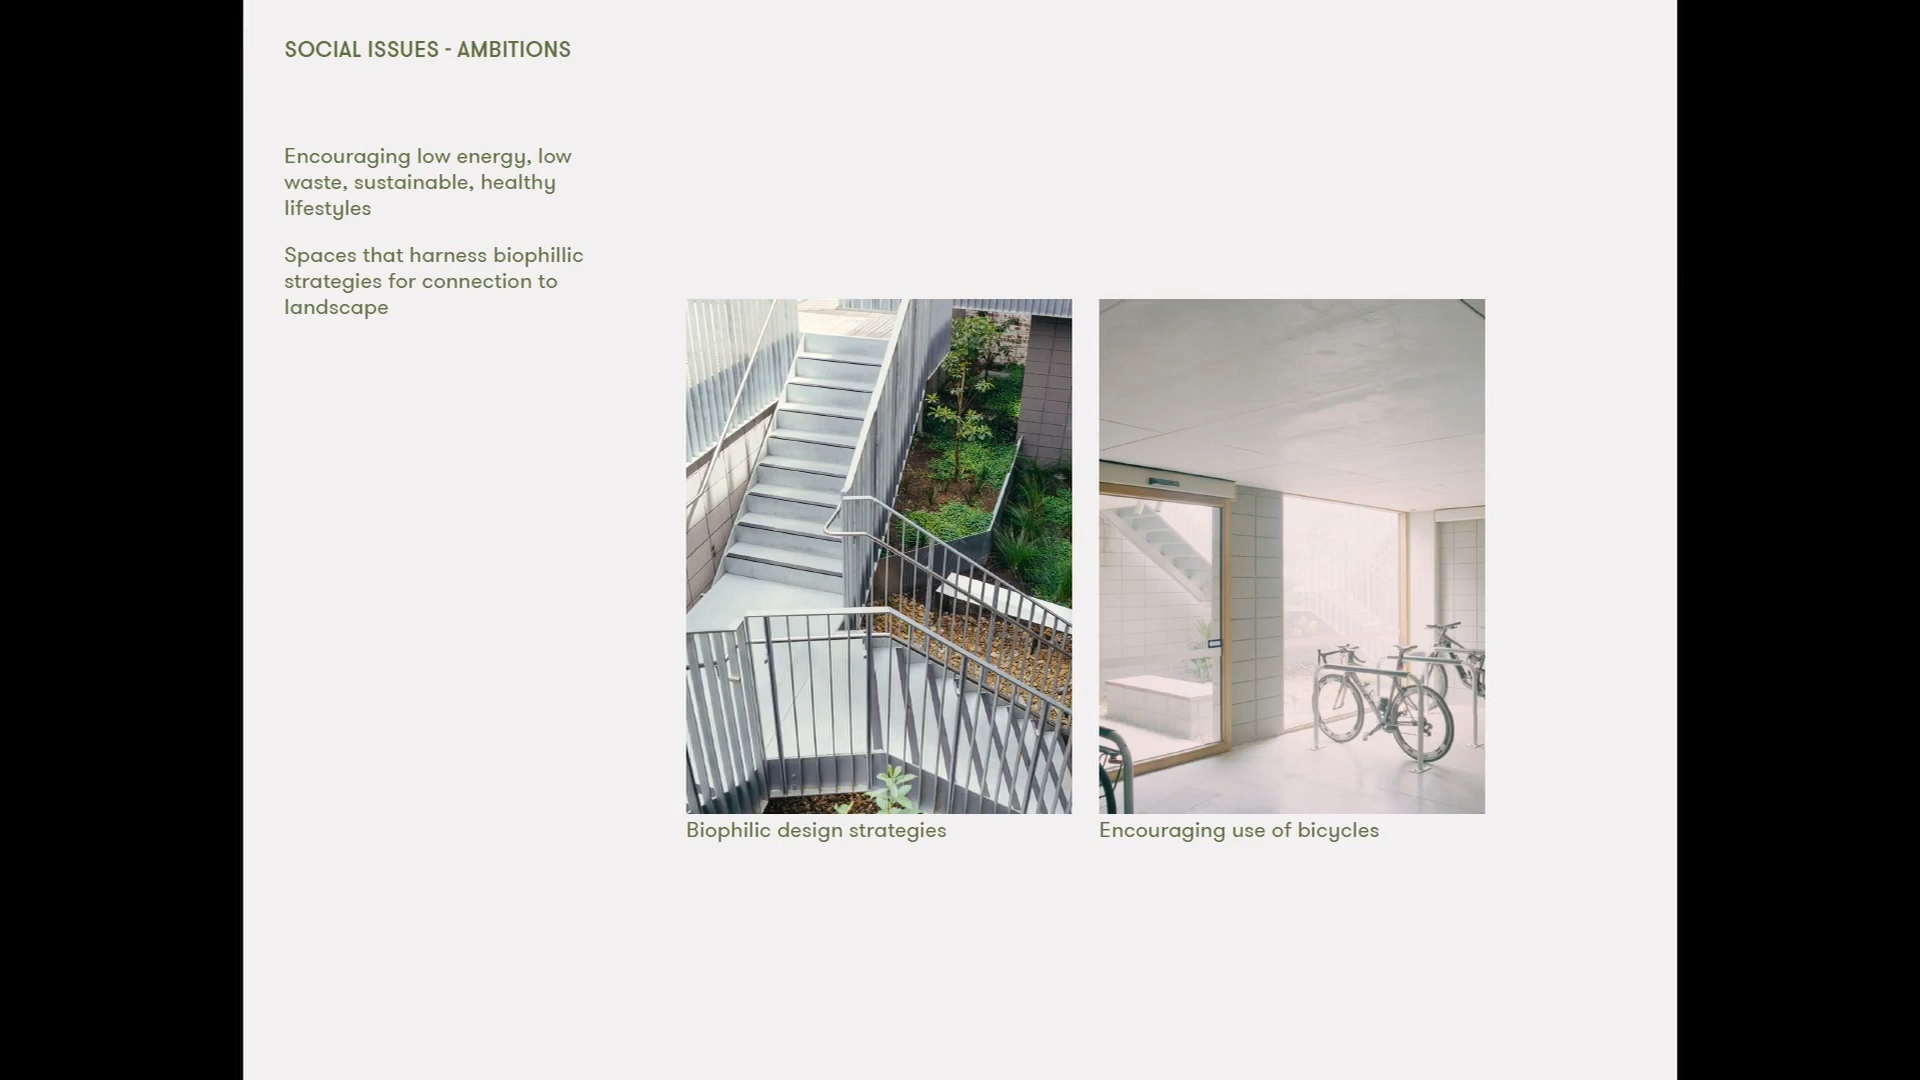 SOCIAL ISSUES - AMBITIONS
Encouraging low energy, low
waste, sustainable, healthy
lifestyles
Spaces that harness biophillic
strategies for connection to
landscape
Biophilic design strategies
Encouraging use of bicycles